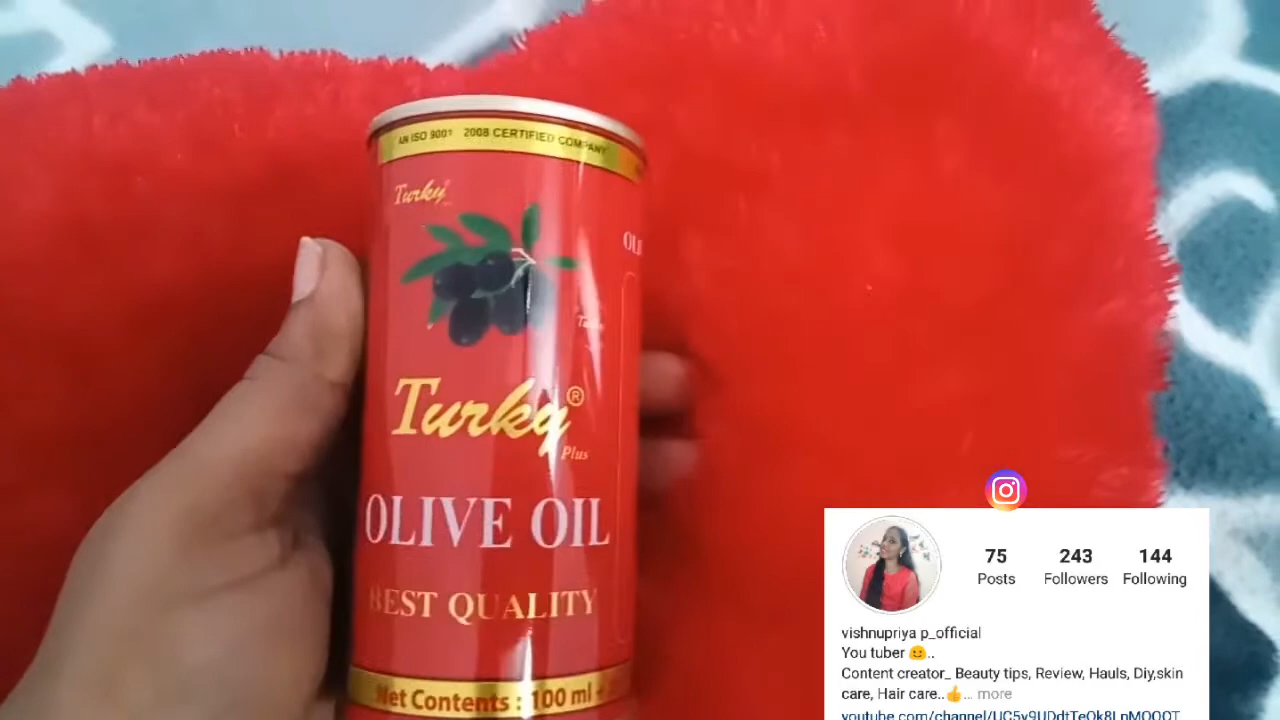 AN ISO 9001 2008 CERTIFIED COMPANY
Turky
Turky®
Plus
OLIVE OIL
BEST QUALITY
Net Contents : 100 ml
75
243
144
Posts
Followers
Following
vishnupriya p_official
You tuber 😊..
Content creator_ Beauty tips, Review, Hauls, Diy,skin
care, Hair care..👍... more